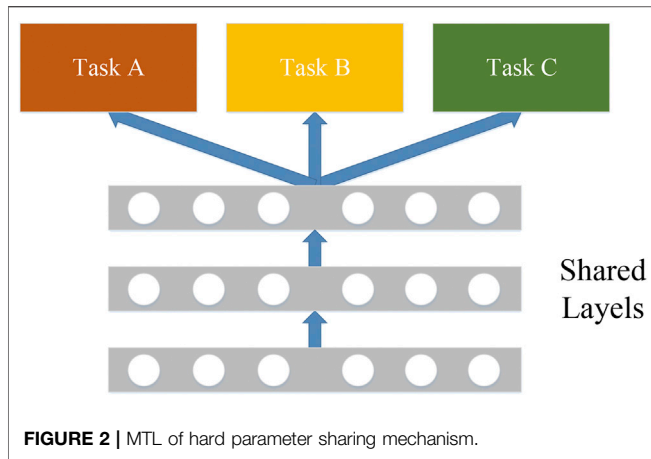 Task A
Task B
Task C
Shared
Layels
FIGURE 2 | MTL of hard parameter sharing mechanism.